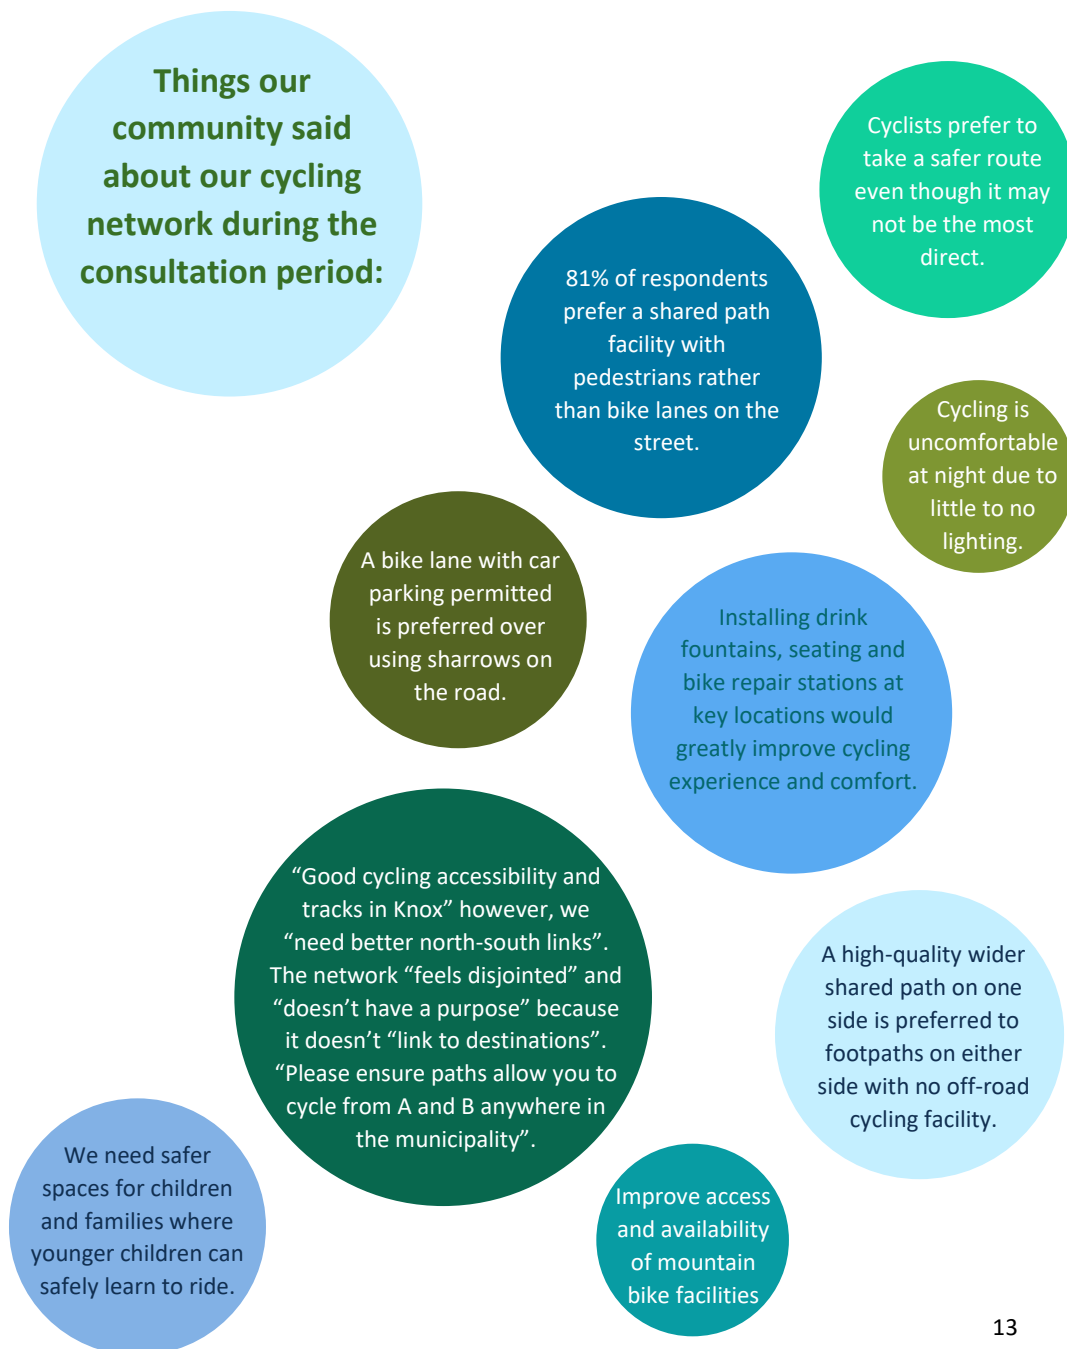 Things our
community said
about our cycling
network during the
consultation period:
Cyclists prefer to
take a safer route
even though it may
not be the most
direct.
81% of respondents
prefer a shared path
facility with
pedestrians rather
than bike lanes on the
street.
Cycling is
uncomfortable
at night due to
little to no
lighting.
A bike lane with car
parking permitted
is preferred over
using sharrows on
the road.
Installing drink
fountains, seating and
bike repair stations at
key locations would
greatly improve cycling
experience and comfort.
“Good cycling accessibility and
tracks in Knox” however, we
“need better north-south links”.
The network “feels disjointed” and
“doesn’t have a purpose” because
it doesn’t “link to destinations”.
“Please ensure paths allow you to
cycle from A and B anywhere in
the municipality”.
A high-quality wider
shared path on one
side is preferred to
footpaths on either
side with no off-road
cycling facility.
We need safer
spaces for children
and families where
younger children can
safely learn to ride.
Improve access
and availability
of mountain
bike facilities
13